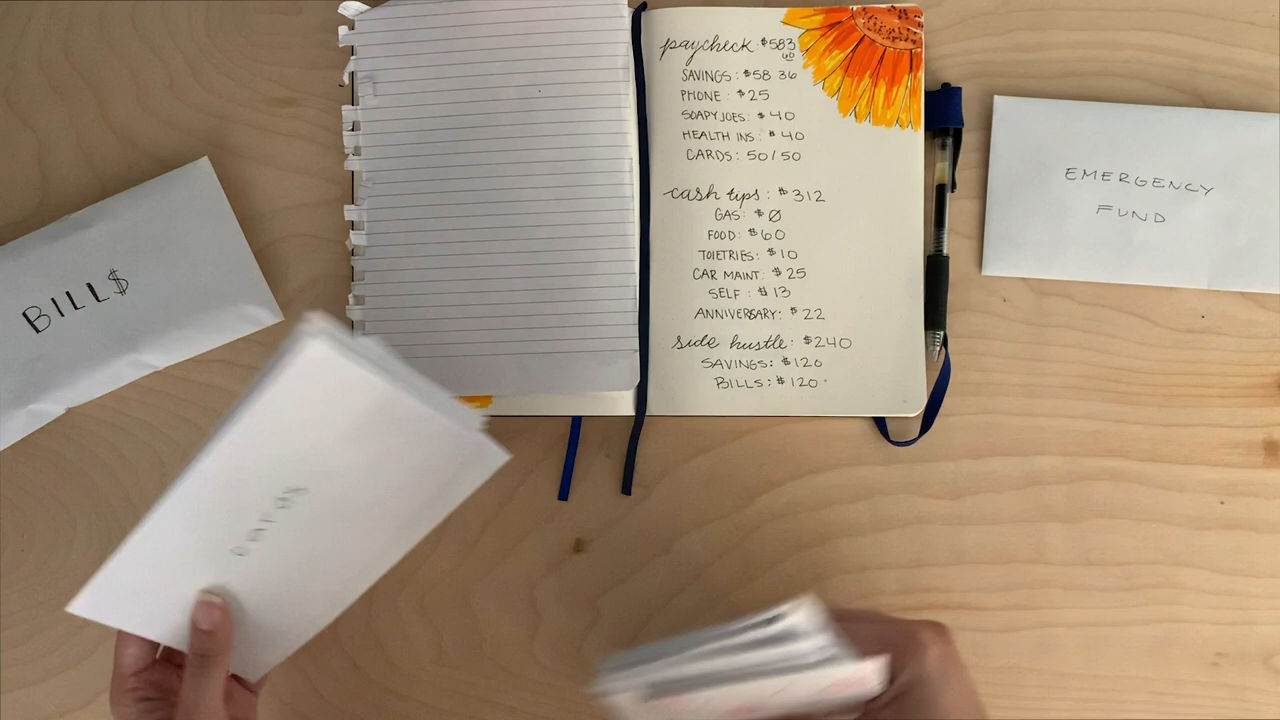 BILL$
paycheck: $583
60
SAVINGS: $58.36
PHONE: $25
SOAPYJOES: $40
HEALTH INS: $40
CARDS: 50/50
cash tips: $312
GAS: $0
FOOD: $60
TOIETRIES: $10
CAR MAINT: $25
SELF: $13
ANNIVERSARY: $22
side hustle: $240
SAVINGS: $120
BILLS: $120
EMERGENCY
FUND
cards